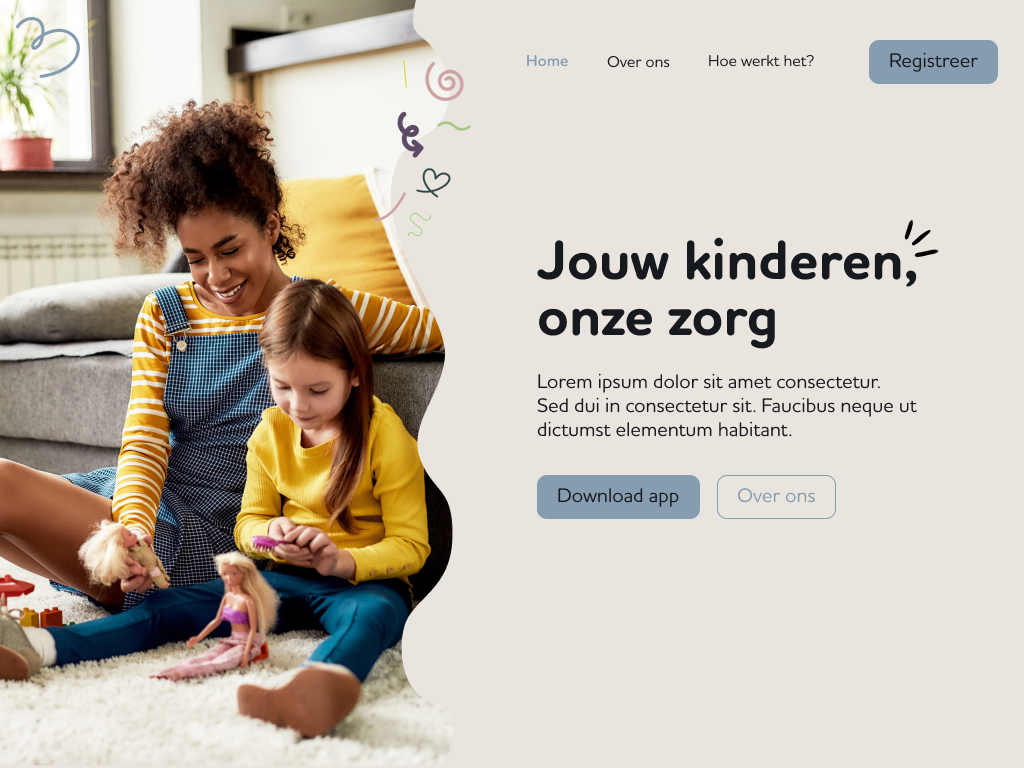 Home
Over ons
Hoe werkt het?
Registreer
Jouw kinderen,
onze zorg
Lorem ipsum dolor sit amet consectetur.
Sed dui in consectetur sit. Faucibus neque ut
dictumst elementum habitant.
Download app
Over ons